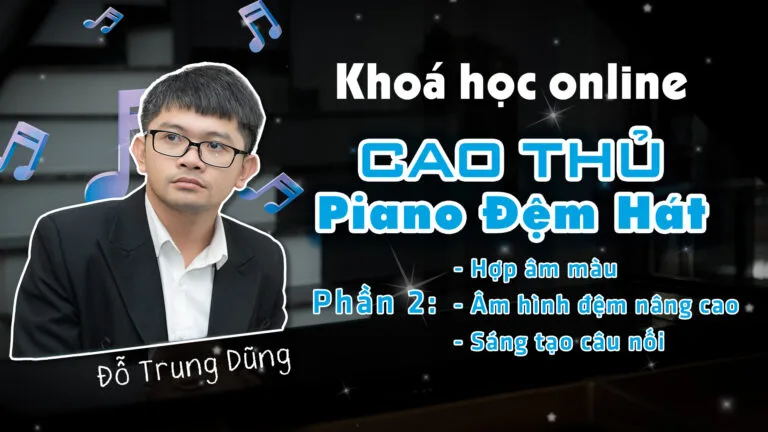 Khoá học online
CAO THỦ
Piano Đệm Hát
Phần 2:
- Hợp âm màu
- Âm hình đệm nâng cao
- Sáng tạo câu nối
Đỗ Trung Dũng